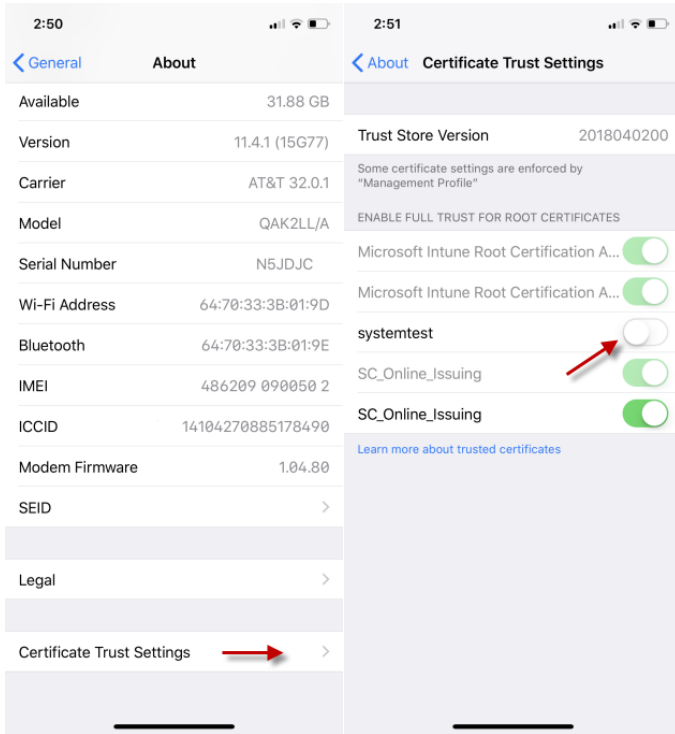 2:50
General
About
Available 31.88 GB
Version 11.4.1 (15G77)
Carrier AT&T 32.0.1
Model QAK2LL/A
Serial Number N5JDJC
Wi-Fi Address 64:70:33:3B:01:9D
Bluetooth 64:70:33:3B:01:9E
IMEI 486209 090050 2
ICCID 14104270885178490
Modem Firmware 1.04.80
SEID
Legal
Certificate Trust Settings
2:51
About
Certificate Trust Settings
Trust Store Version 2018040200
Some certificate settings are enforced by
“Management Profile”
ENABLE FULL TRUST FOR ROOT CERTIFICATES
Microsoft Intune Root Certification A...
Microsoft Intune Root Certification A...
systemtest
SC_Online_Issuing
SC_Online_Issuing
Learn more about trusted certificates